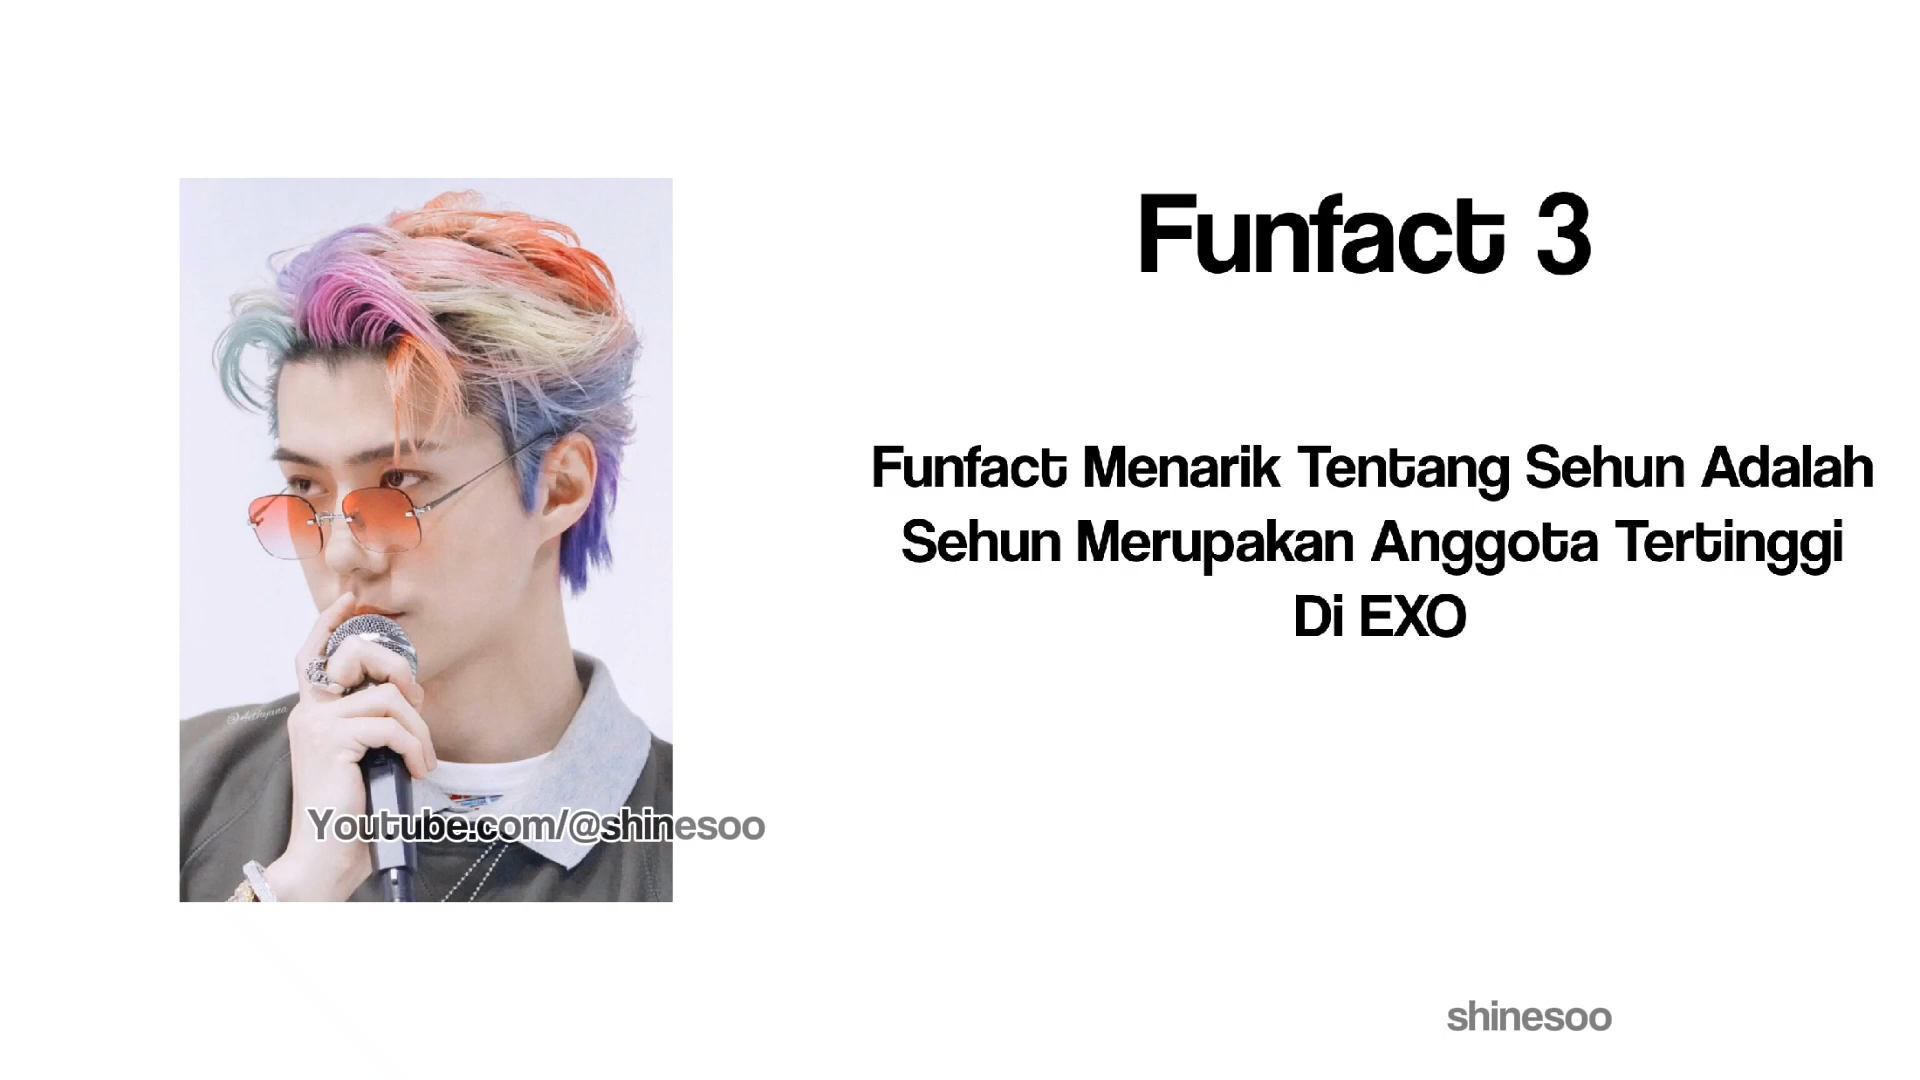 Funfact 3
Funfact Menarik Tentang Sehun Adalah
Sehun Merupakan Anggota Tertinggi
Di EXO
Youtube.com/@shinesoo
shinesoo